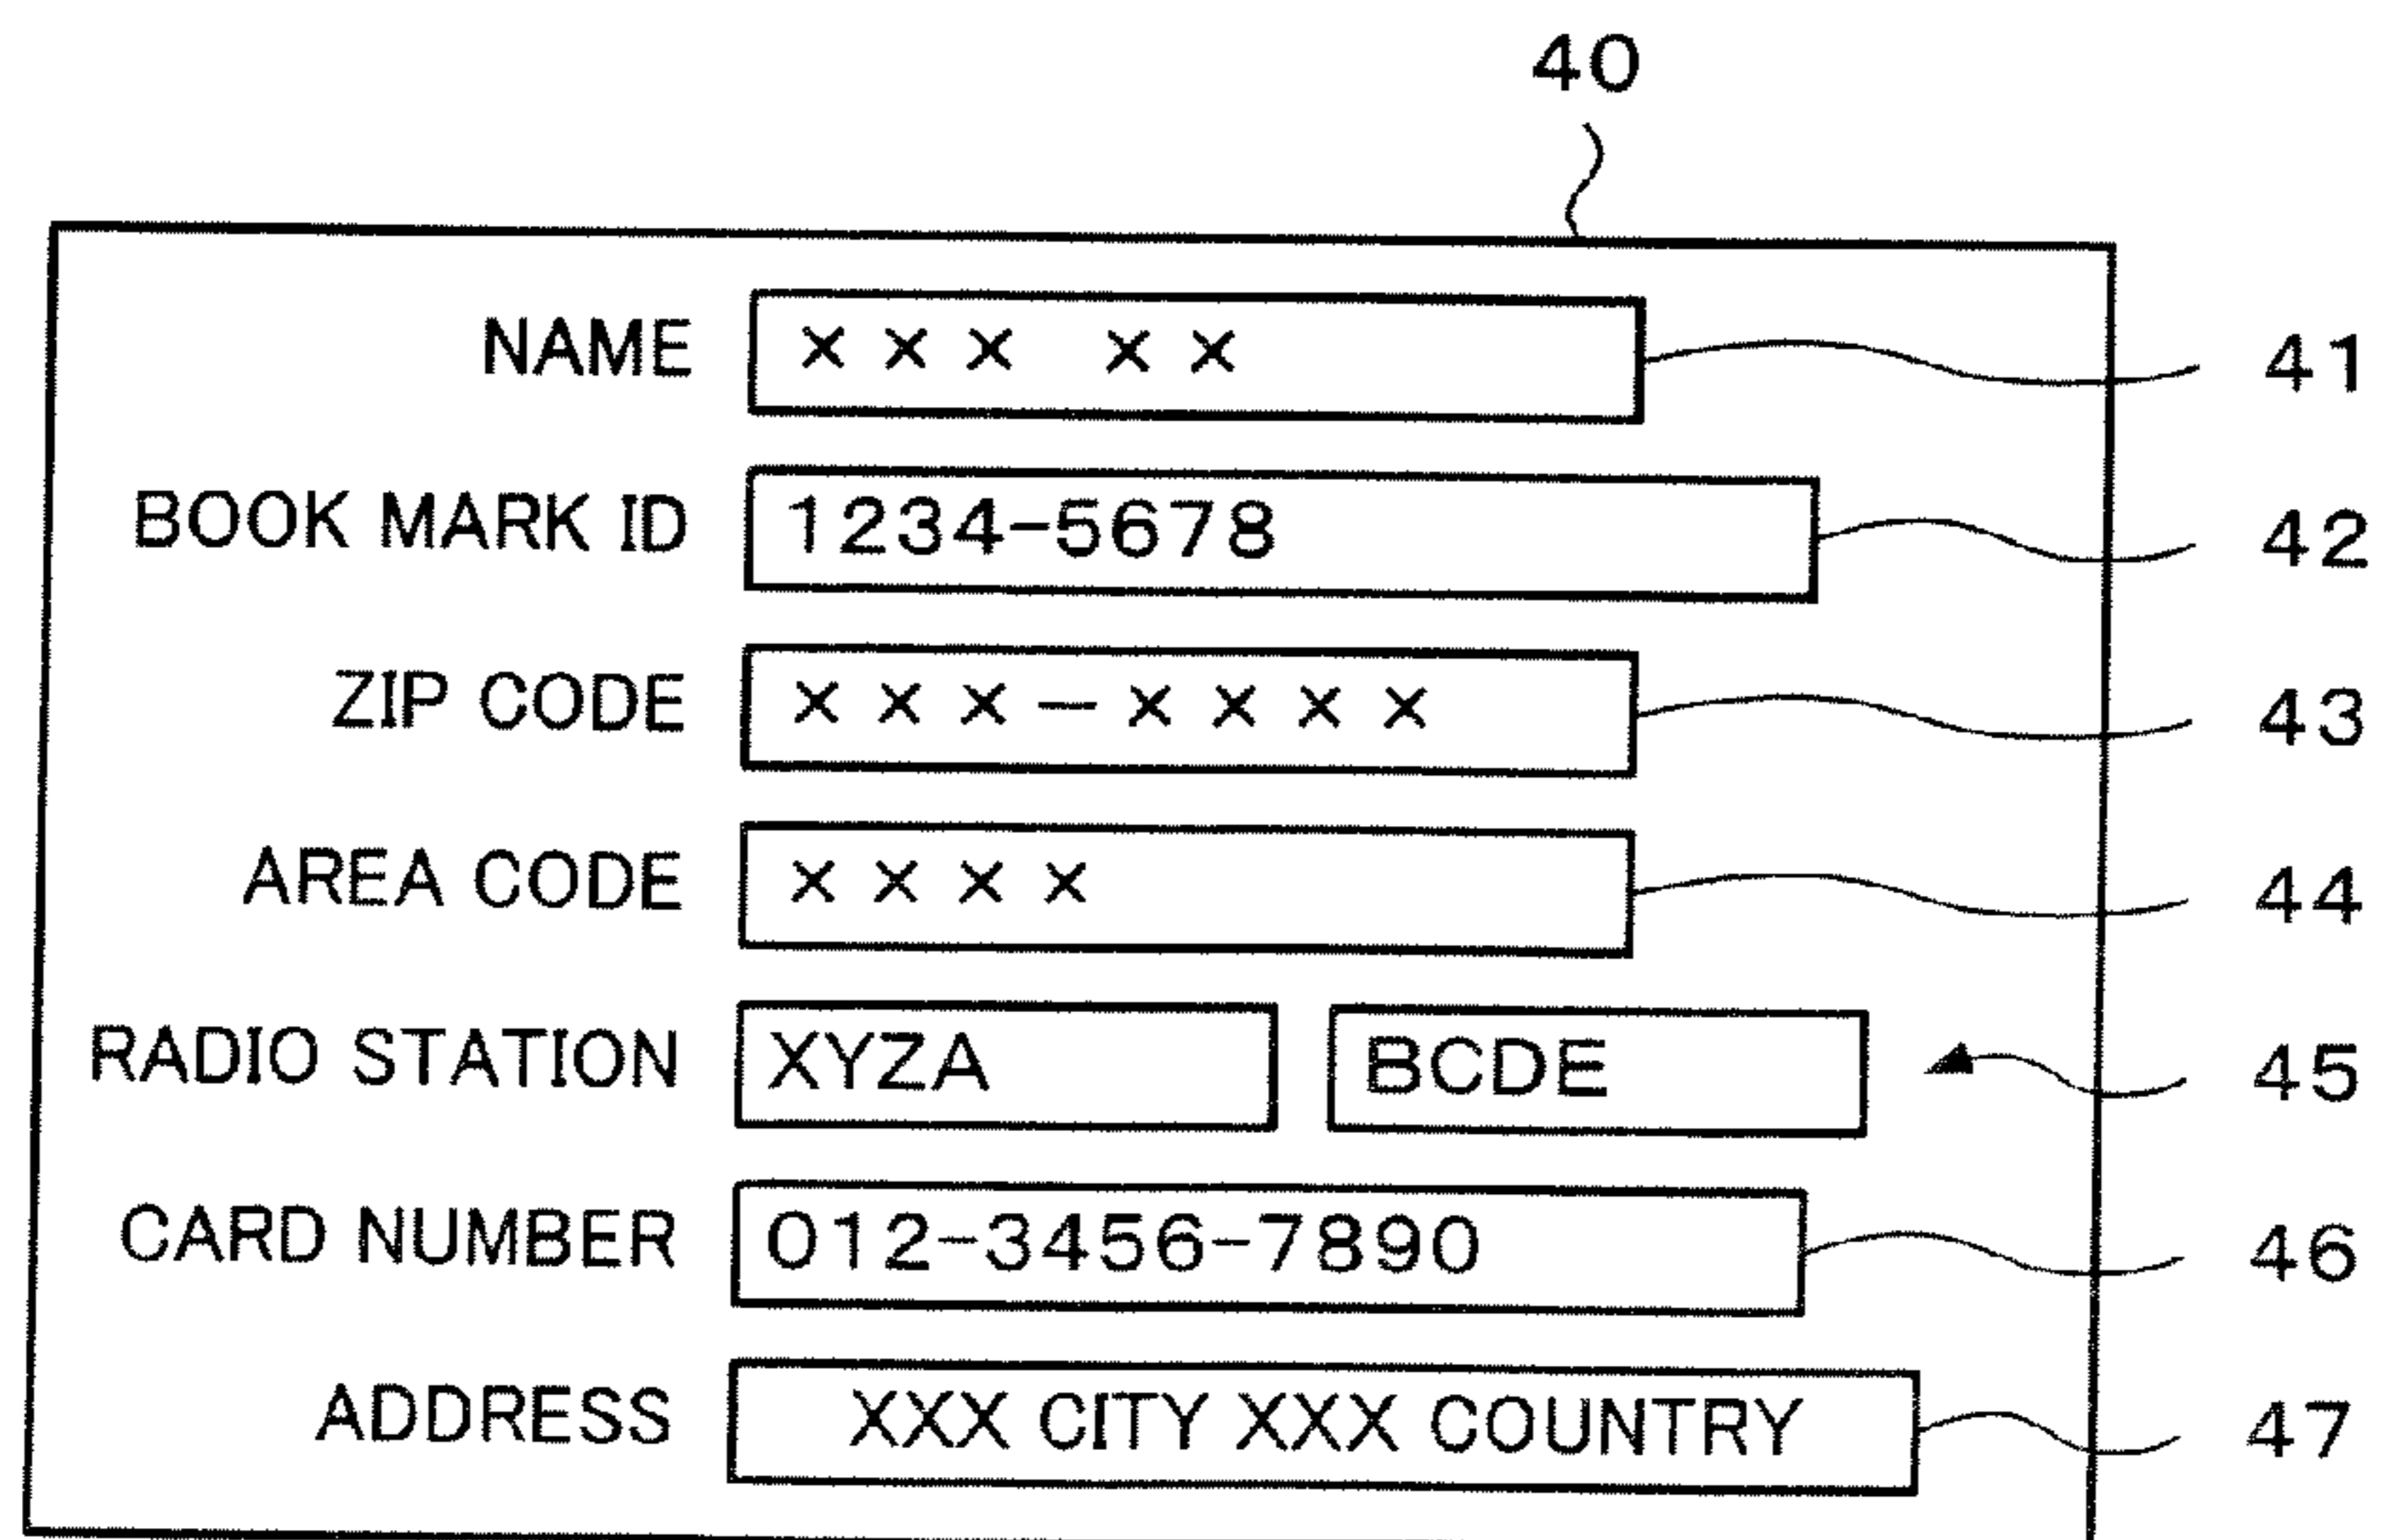 40
NAME × × × × × 41
BOOK MARK ID 1234-5678 42
ZIP CODE × × × – × × × × 43
AREA CODE × × × × 44
RADIO STATION XYZA BCDE 45
CARD NUMBER 012-3456-7890 46
ADDRESS XXX CITY XXX COUNTRY 47